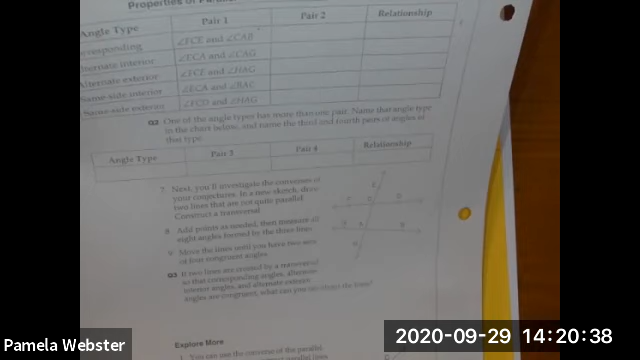 Properties of
Angle Type Pair 1 Pair 2 Relationship
∠FCE and ∠CAB
Alternate interior ∠ECA and ∠CAG
Alternate exterior ∠FCE and ∠HAG
Same-side interior ∠ECA and ∠BAC
Same-side exterior ∠FCD and ∠HAG
Q2 One of the angle types has more than one pair. Name that angle type
in the chart below, and name the third and fourth pairs of angles of
that type.
Angle Type Pair 3 Pair 4 Relationship
7. Next, you'll investigate the converses of
your conjectures. In a new sketch, draw
two lines that are not quite parallel.
Construct a transversal.
8. Add points as needed, then measure all
eight angles formed by the three lines.
9. Move the lines until you have two sets
of four congruent angles.
Q3 If two lines are crossed by a transversal
so that corresponding angles, alternate
interior angles, and alternate exterior
angles are congruent, what can you about the lines?
Explore More
1. You can use the converse of the parallel
Pamela Webster
2020-09-29 14:20:38